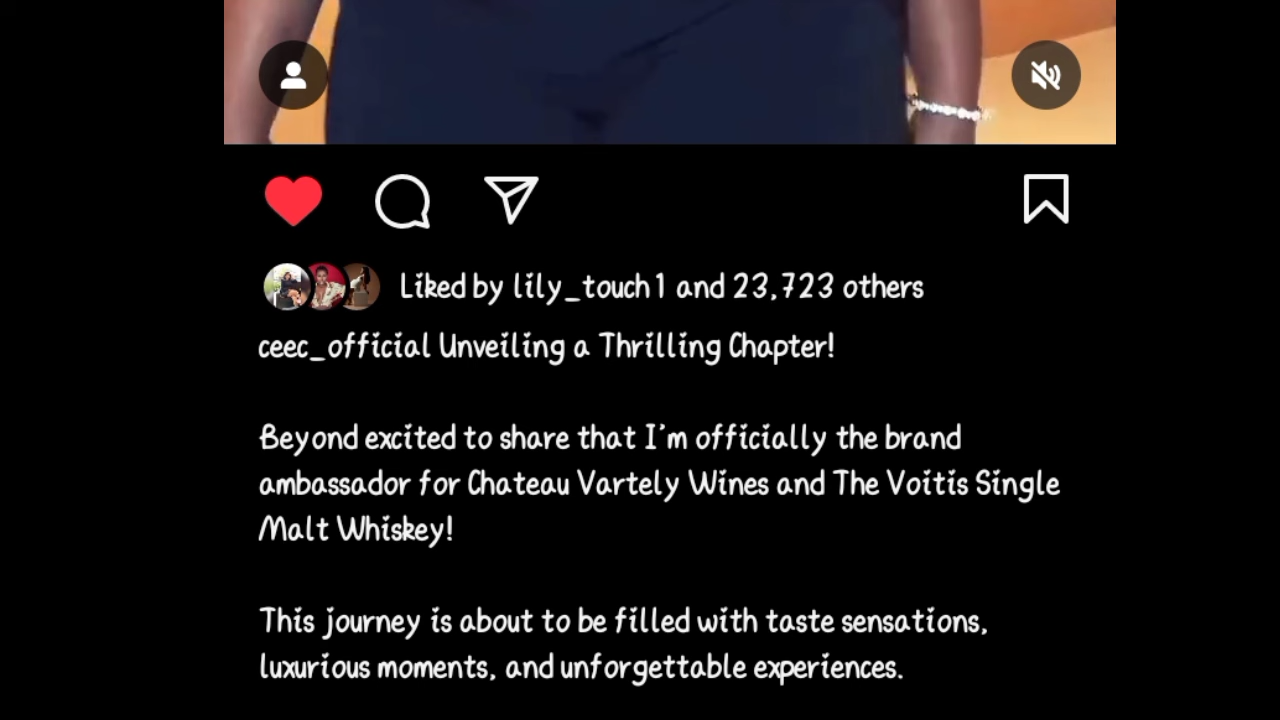 Liked by lily_touch1 and 23,723 others
ceec_official Unveiling a Thrilling Chapter!
Beyond excited to share that I'm officially the brand
ambassador for Chateau Vartely Wines and The Voitis Single
Malt Whiskey!
This journey is about to be filled with taste sensations,
luxurious moments, and unforgettable experiences.